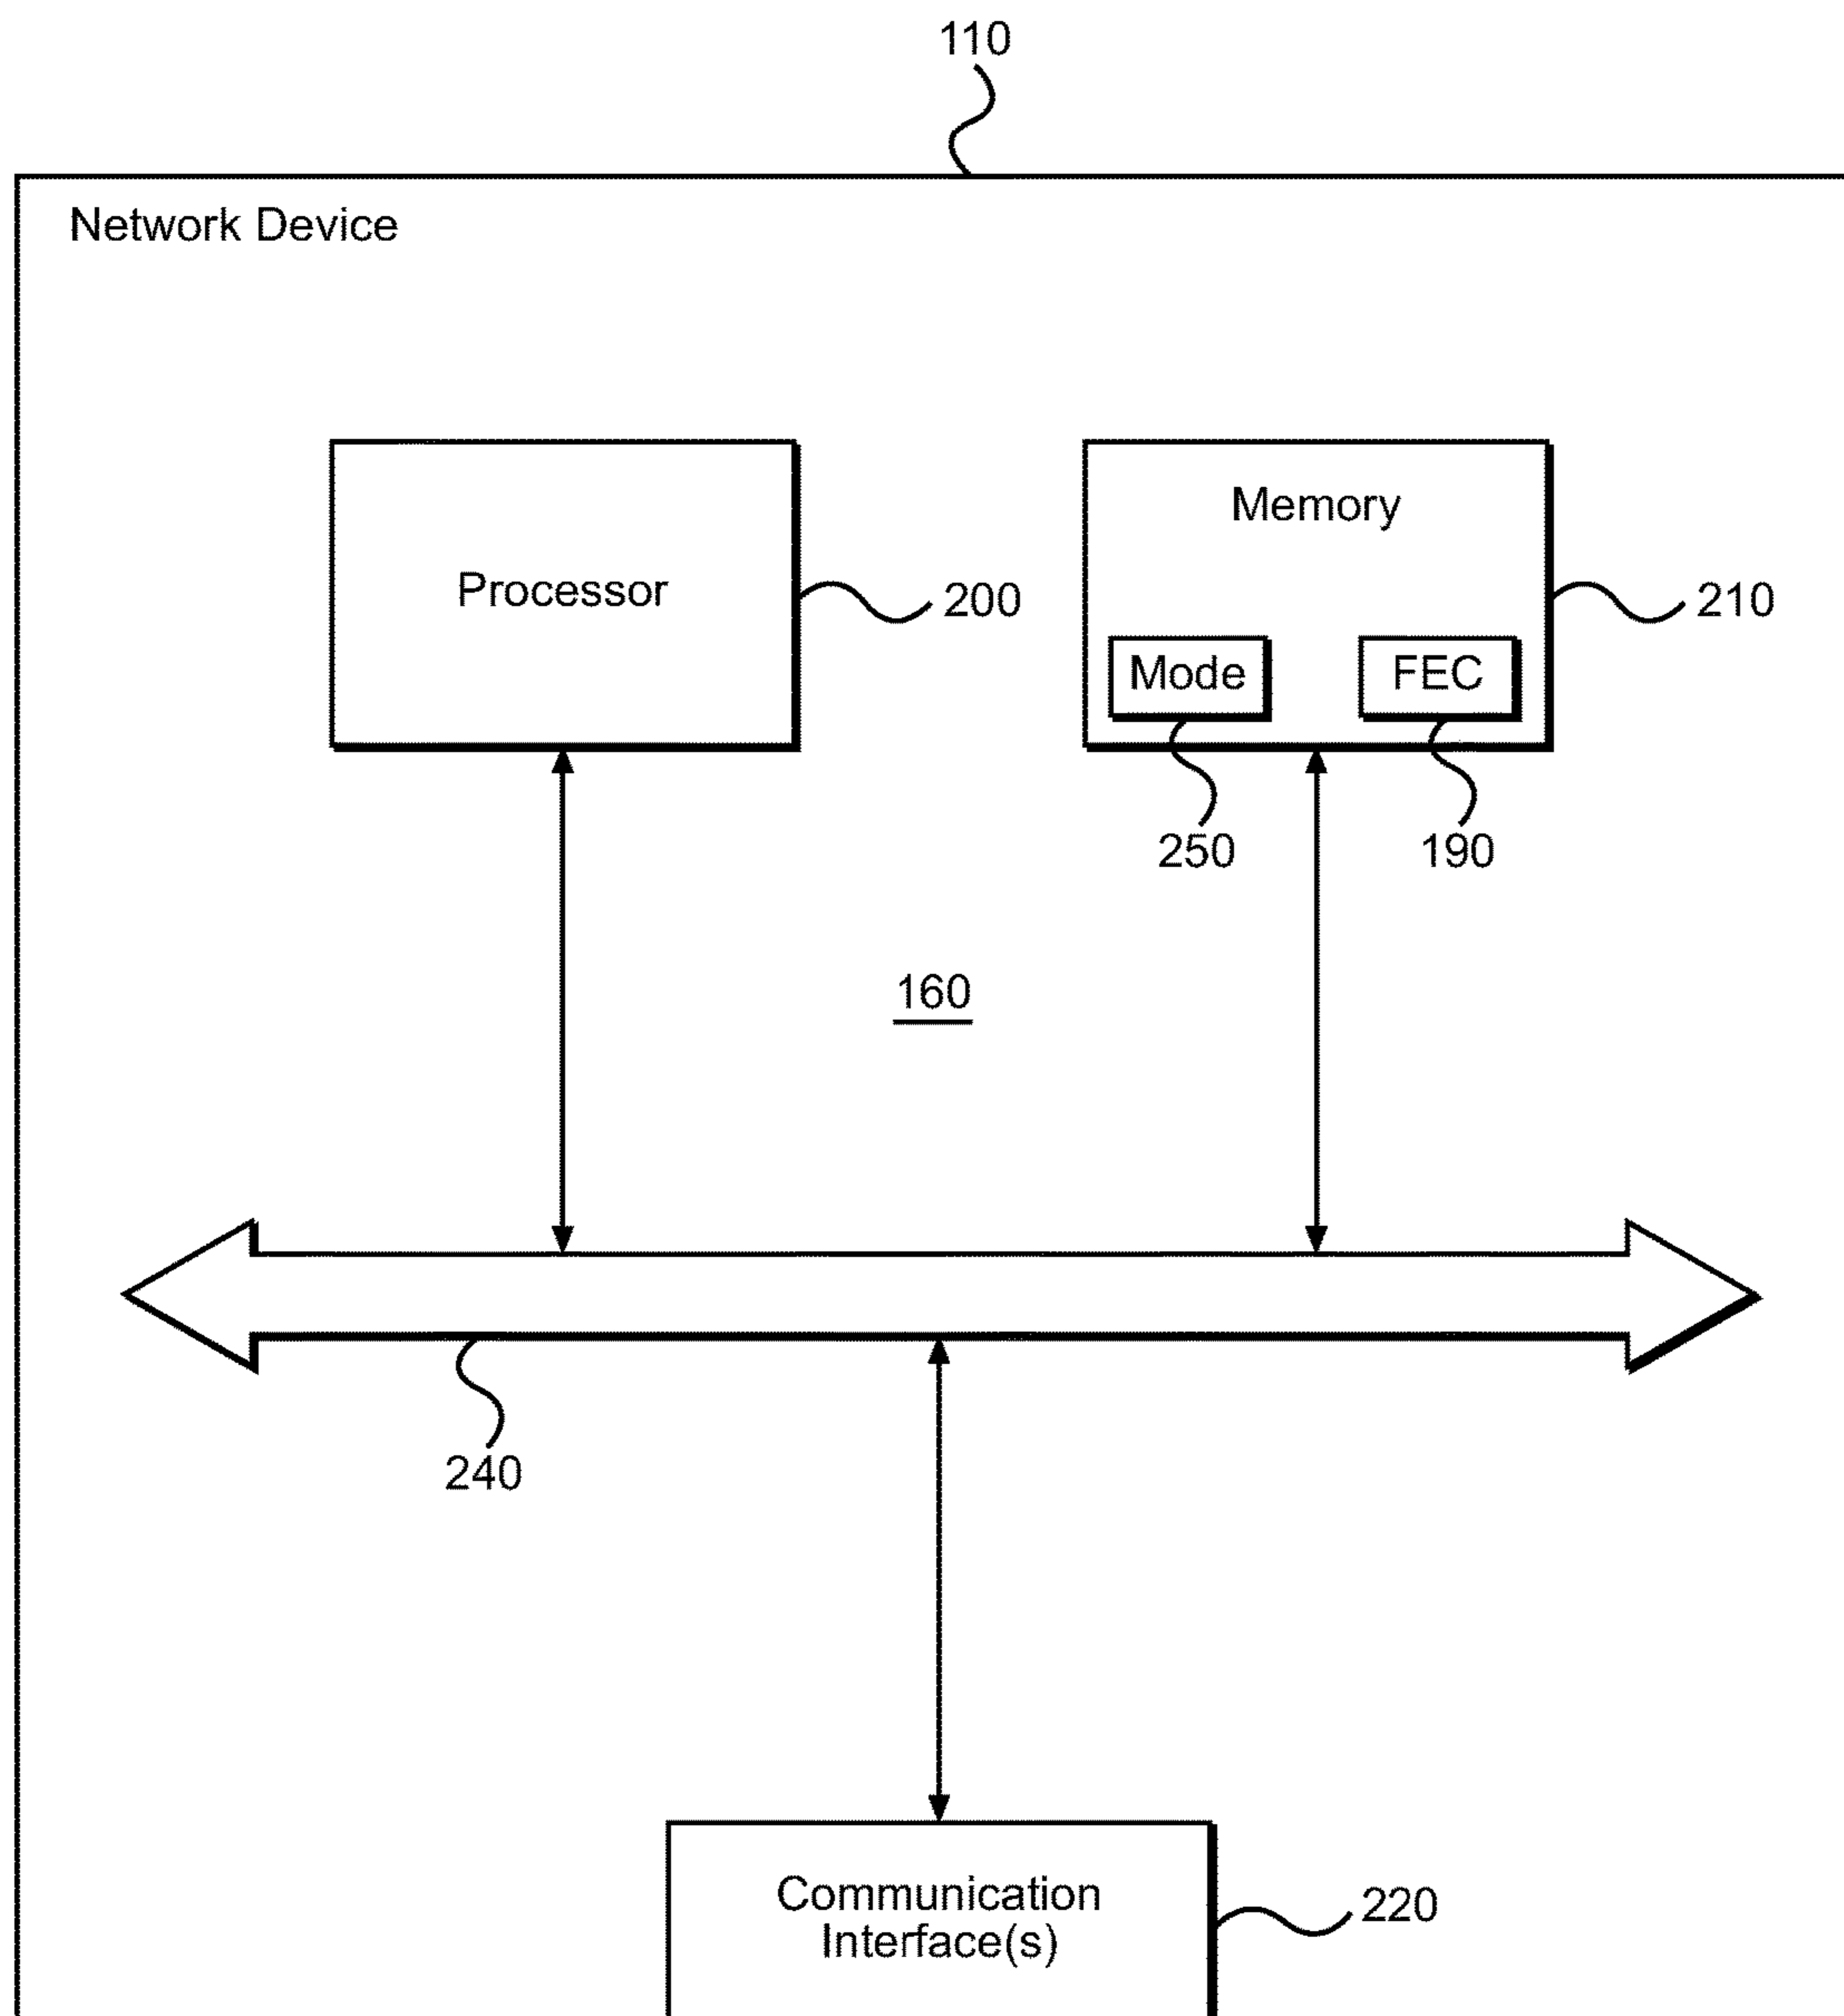 110
Network Device
Processor
200
Memory
210
Mode
FEC
250
190
160
240
Communication
Interface(s)
220